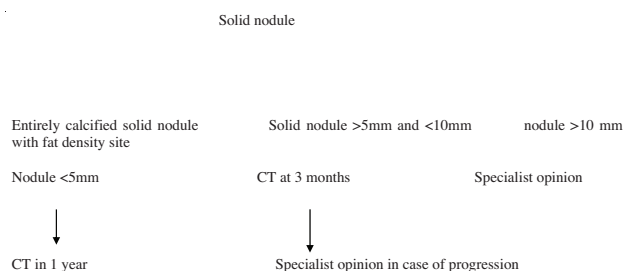 Solid nodule
Entirely calcified solid nodule with fat density site
Solid nodule >5mm and <10mm
nodule >10 mm
Nodule <5mm
CT at 3 months
Specialist opinion
CT in 1 year
Specialist opinion in case of progression